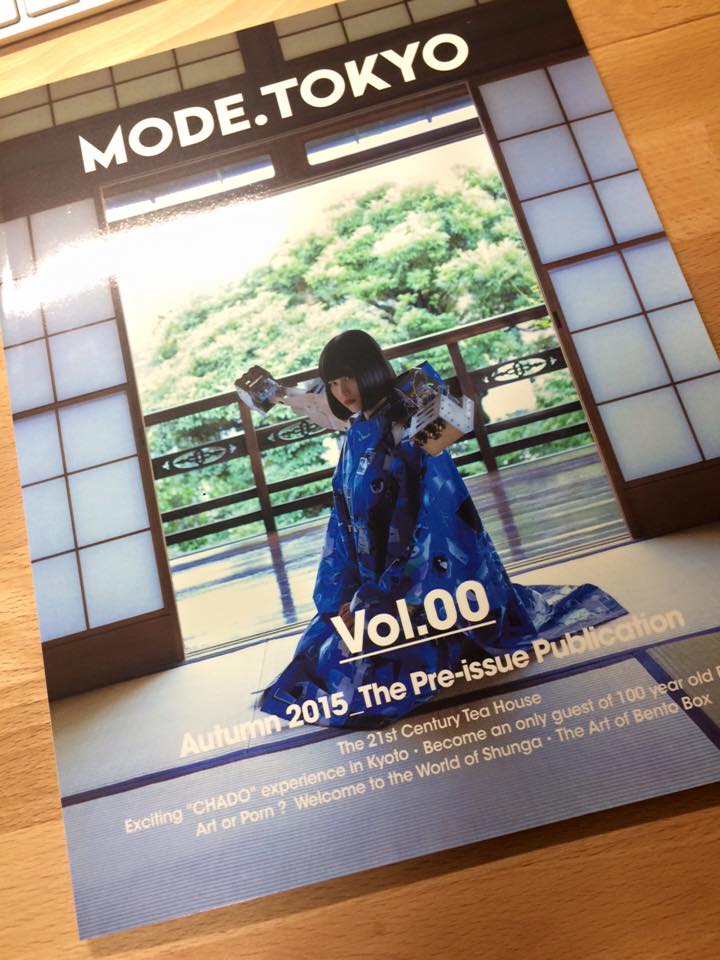 MODE.TOKYO
Vol.00
Autumn 2015_The Pre-issue Publication
The 21st Century Tea House
Exciting "CHADO" experience in Kyoto · Become an only guest of 100 year old
Art or Porn ? Welcome to the World of Shunga · The Art of Bento Box